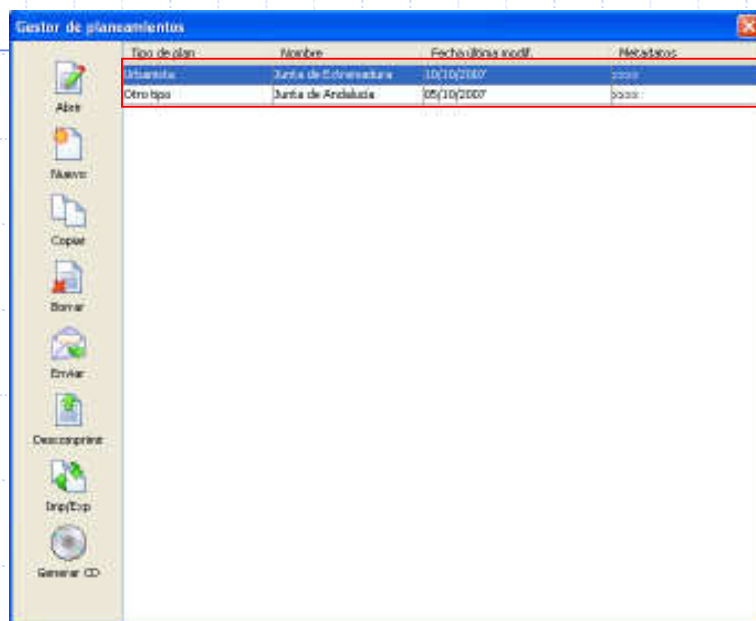 Gestor de planeamientos
Tipo de plan Nombre Fecha última modif. Metadatos
Urbanista Junta de Extremadura 10/10/2007
Otro tipo Junta de Andalucía 05/10/2007
Abrir
Nuevo
Copiar
Borrar
Enviar
Descomprimir
Imp/Exp
Generar CD